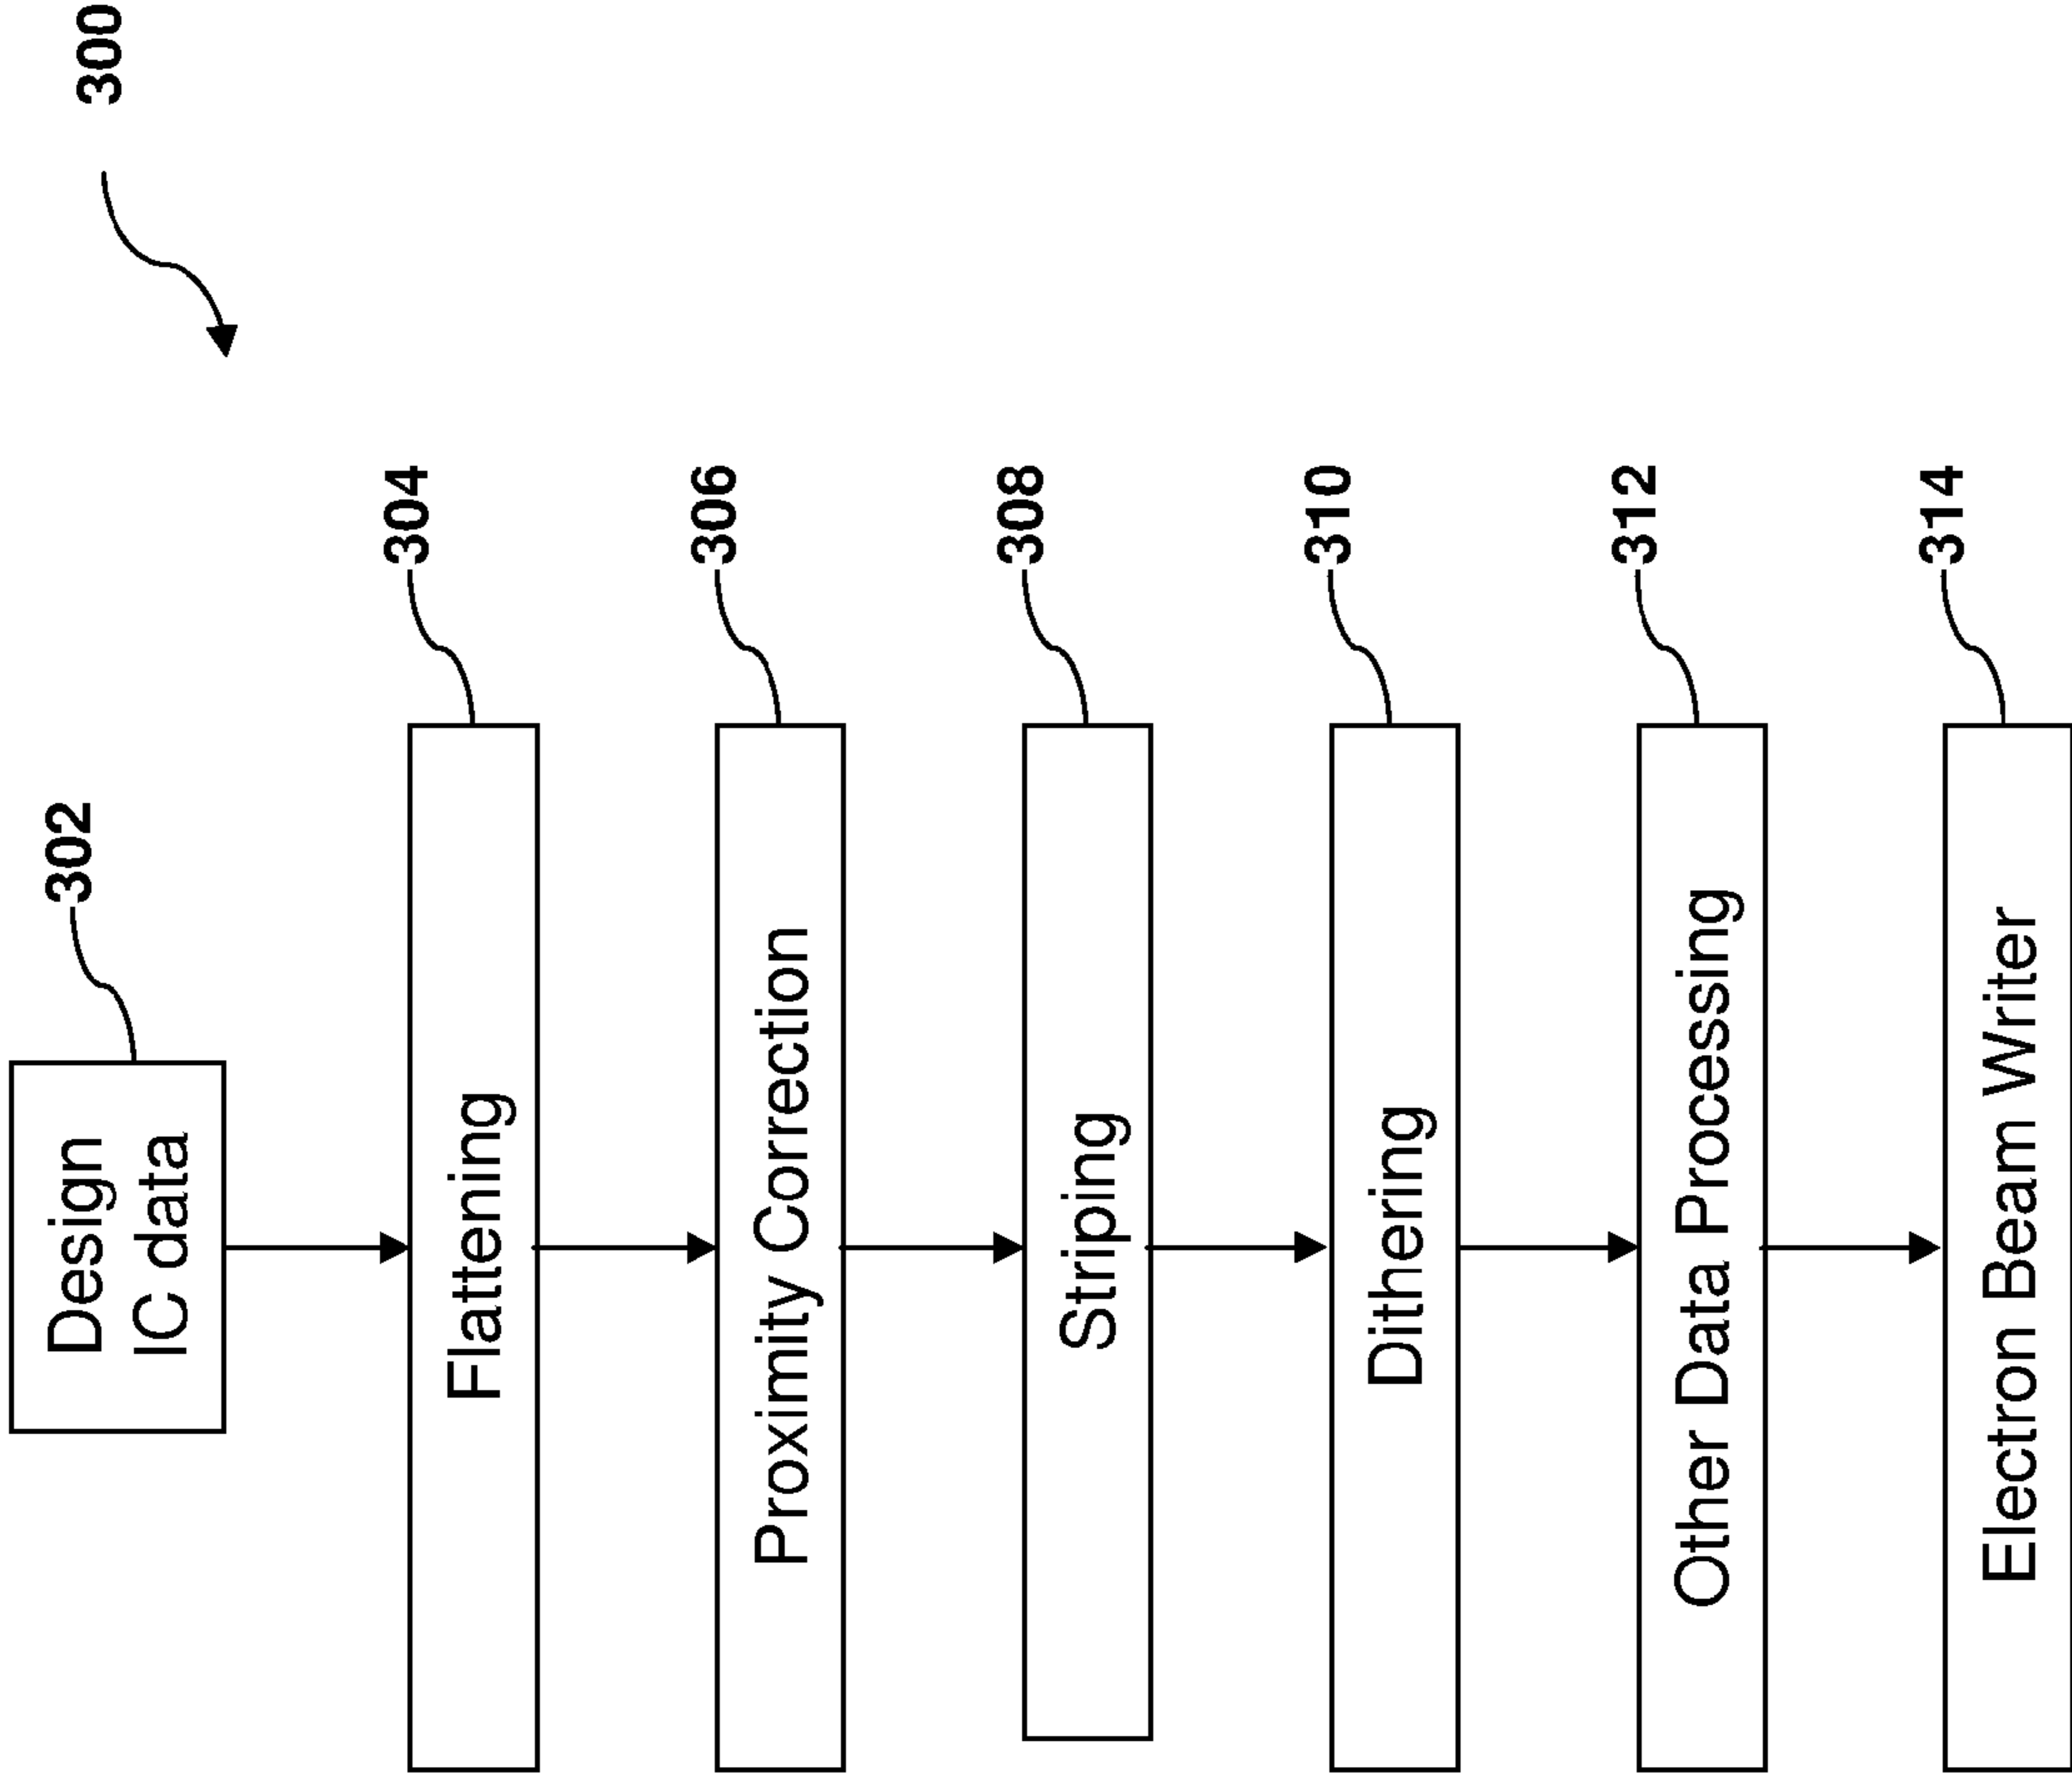 300
Design
IC data
302
Flattening
304
Proximity Correction
306
Striping
308
Dithering
310
Other Data Processing
312
Electron Beam Writer
314